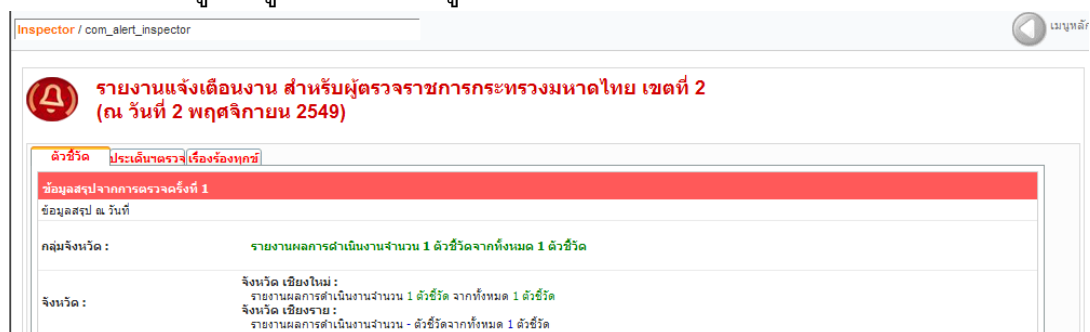 Inspector / com_alert_inspector
เมนูหลัก
รายงานแจ้งเตือนงาน สำหรับผู้ตรวจราชการกระทรวงมหาดไทย เขตที่ 2
(ณ วันที่ 2 พฤศจิกายน 2549)
ตัวชี้วัด ประเด็นฯตรวจ เรื่องร้องทุกข์
ข้อมูลสรุปจากการตรวจครั้งที่ 1
ข้อมูลสรุป ณ วันที่
กลุ่มจังหวัด : รายงานผลการดำเนินงานจำนวน 1 ตัวชี้วัดจากทั้งหมด 1 ตัวชี้วัด
จังหวัด :
จังหวัด เชียงใหม่ :
รายงานผลการดำเนินงานจำนวน 1 ตัวชี้วัด จากทั้งหมด 1 ตัวชี้วัด
จังหวัด เชียงราย :
รายงานผลการดำเนินงานจำนวน - ตัวชี้วัดจากทั้งหมด 1 ตัวชี้วัด